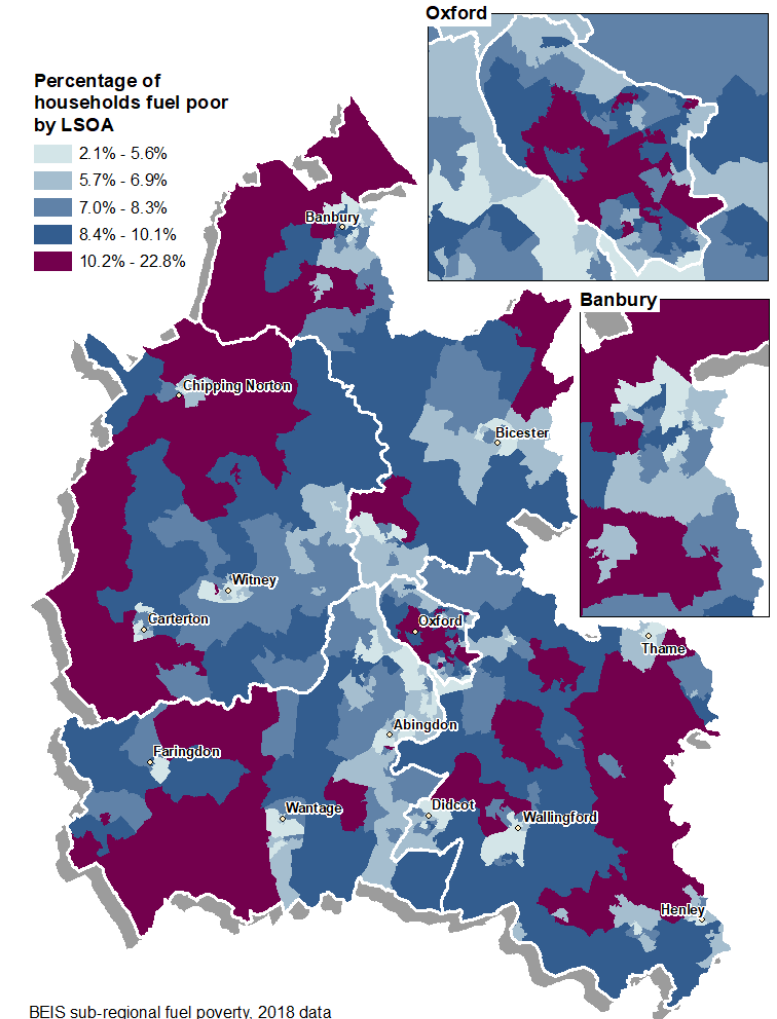 Oxford
Percentage of
households fuel poor
by LSOA
2.1% - 5.6%
5.7% - 6.9%
7.0% - 8.3%
8.4% - 10.1%
10.2% - 22.8%
Banbury
Banbury
Chipping Norton
Bicester
Witney
Carterton
Oxford
Thame
Abingdon
Faringdon
Wantage
Didcot
Wallingford
Henley
BEIS sub-regional fuel poverty, 2018 data